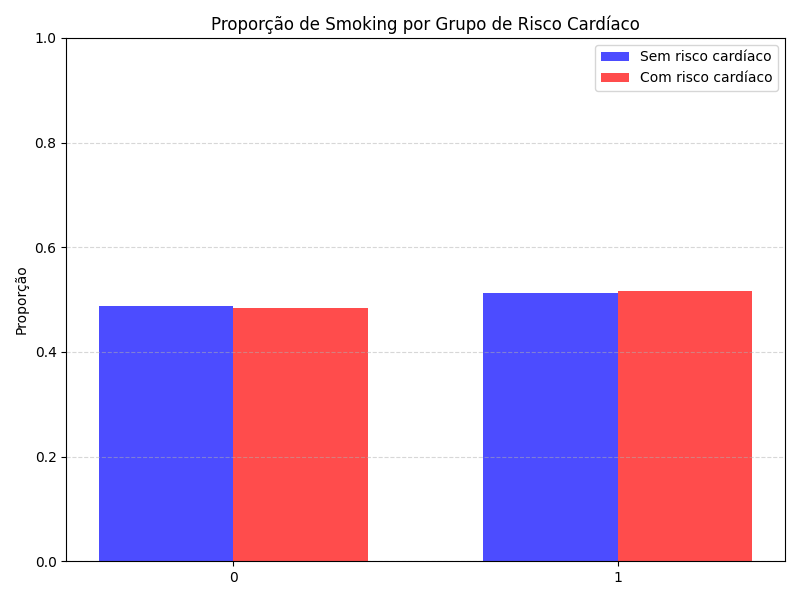 Proporção de Smoking por Grupo de Risco Cardíaco
Sem risco cardíaco
Com risco cardíaco
Proporção
1.0
0.8
0.6
0.4
0.2
0.0
0
1